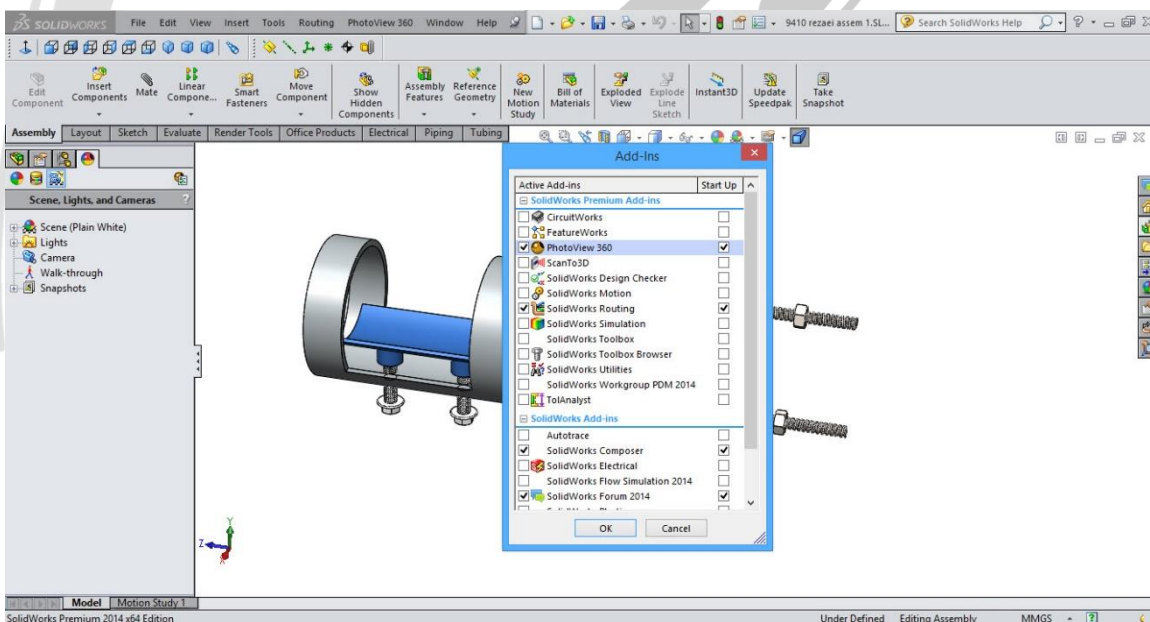 SOLIDWORKS File Edit View Insert Tools Routing PhotoView 360 Window Help 9410 rezaei assem 1.SL... Search SolidWorks Help
Edit Component
Insert Components
Mate
Linear Compone...
Smart Fasteners
Move Component
Show Hidden Components
Assembly Features
Reference Geometry
New Motion Study
Bill of Materials
Exploded View
Explode Line Sketch
Instant3D
Update Speedpak
Take Snapshot
Assembly Layout Sketch Evaluate Render Tools Office Products Electrical Piping Tubing
Scene, Lights, and Cameras ?
Scene (Plain White)
Lights
Camera
Walk-through
Snapshots
Add-Ins
Active Add-ins Start Up
SolidWorks Premium Add-ins
CircuitWorks
FeatureWorks
PhotoView 360
ScanTo3D
SolidWorks Design Checker
SolidWorks Motion
SolidWorks Routing
SolidWorks Simulation
SolidWorks Toolbox
SolidWorks Toolbox Browser
SolidWorks Utilities
SolidWorks Workgroup PDM 2014
TolAnalyst
SolidWorks Add-ins
Autotrace
SolidWorks Composer
SolidWorks Electrical
SolidWorks Flow Simulation 2014
SolidWorks Forum 2014
OK Cancel
Y
Z
Model Motion Study 1
SolidWorks Premium 2014 x64 Edition Under Defined Editing Assembly MMGS ?